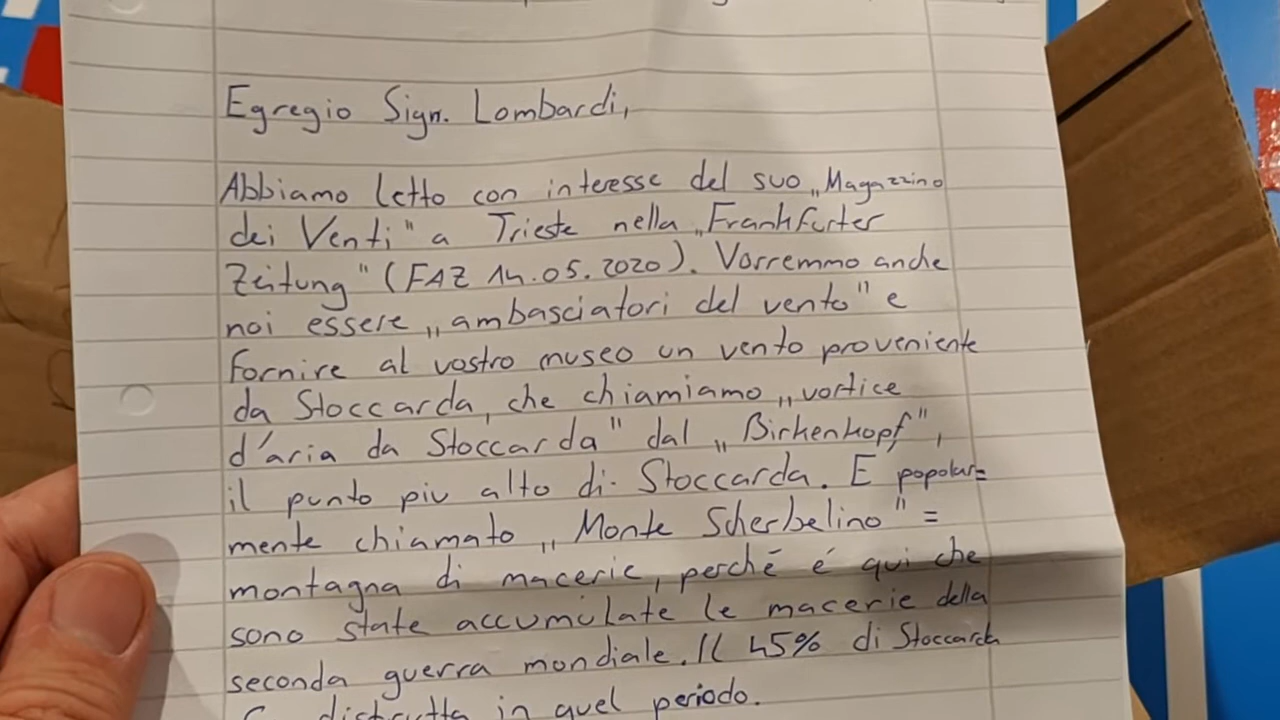 Egregio Sign. Lombardi,
Abbiamo letto con interesse del suo „Magazzino
dei Venti" a Trieste nella „Frankfurter
Zeitung" (FAZ 14.05.2020). Vorremmo anche
noi essere „ambasciatori del vento" e
fornire al vostro museo un vento proveniente
da Stoccarda, che chiamiamo „vortice
d'aria da Stoccarda" dal „Birkenkopf",
il punto piu alto di Stoccarda. E popolar=
mente chiamato „Monte Scherbelino" =
montagna di macerie, perché é qui che
sono state accumulate le macerie della
seconda guerra mondiale. Il 45% di Stoccarda
distrutta in quel periodo.